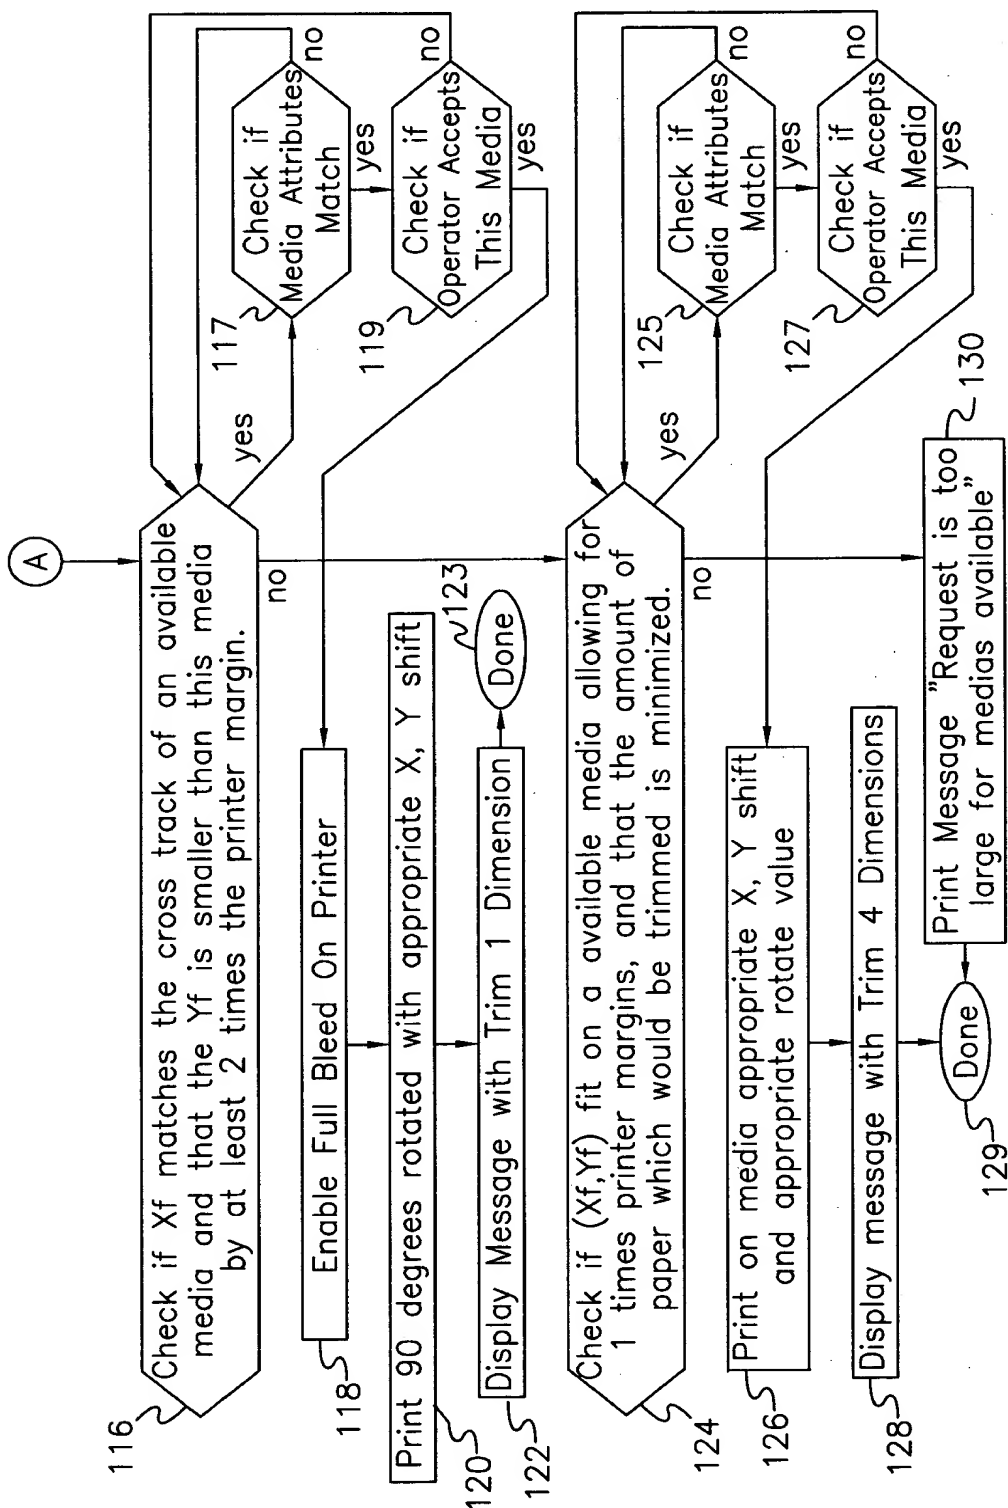 A
116
Check if Xf matches the cross track of an available
media and that the Yf is smaller than this media
by at least 2 times the printer margin.
yes
no
117
Check if
Media Attributes
Match
no
yes
119
Check if
Operator Accepts
This Media
no
yes
118
Enable Full Bleed On Printer
120
Print 90 degrees rotated with appropriate X, Y shift
122
Display Message with Trim 1 Dimension
123
Done
124
Check if (Xf,Yf) fit on a available media allowing for
1 times printer margins, and that the amount of
paper which would be trimmed is minimized.
yes
no
125
Check if
Media Attributes
Match
no
yes
127
Check if
Operator Accepts
This Media
no
yes
126
Print on media appropriate X, Y shift
and appropriate rotate value
128
Display message with Trim 4 Dimensions
129
Done
130
Print Message "Request is too
large for medias available"